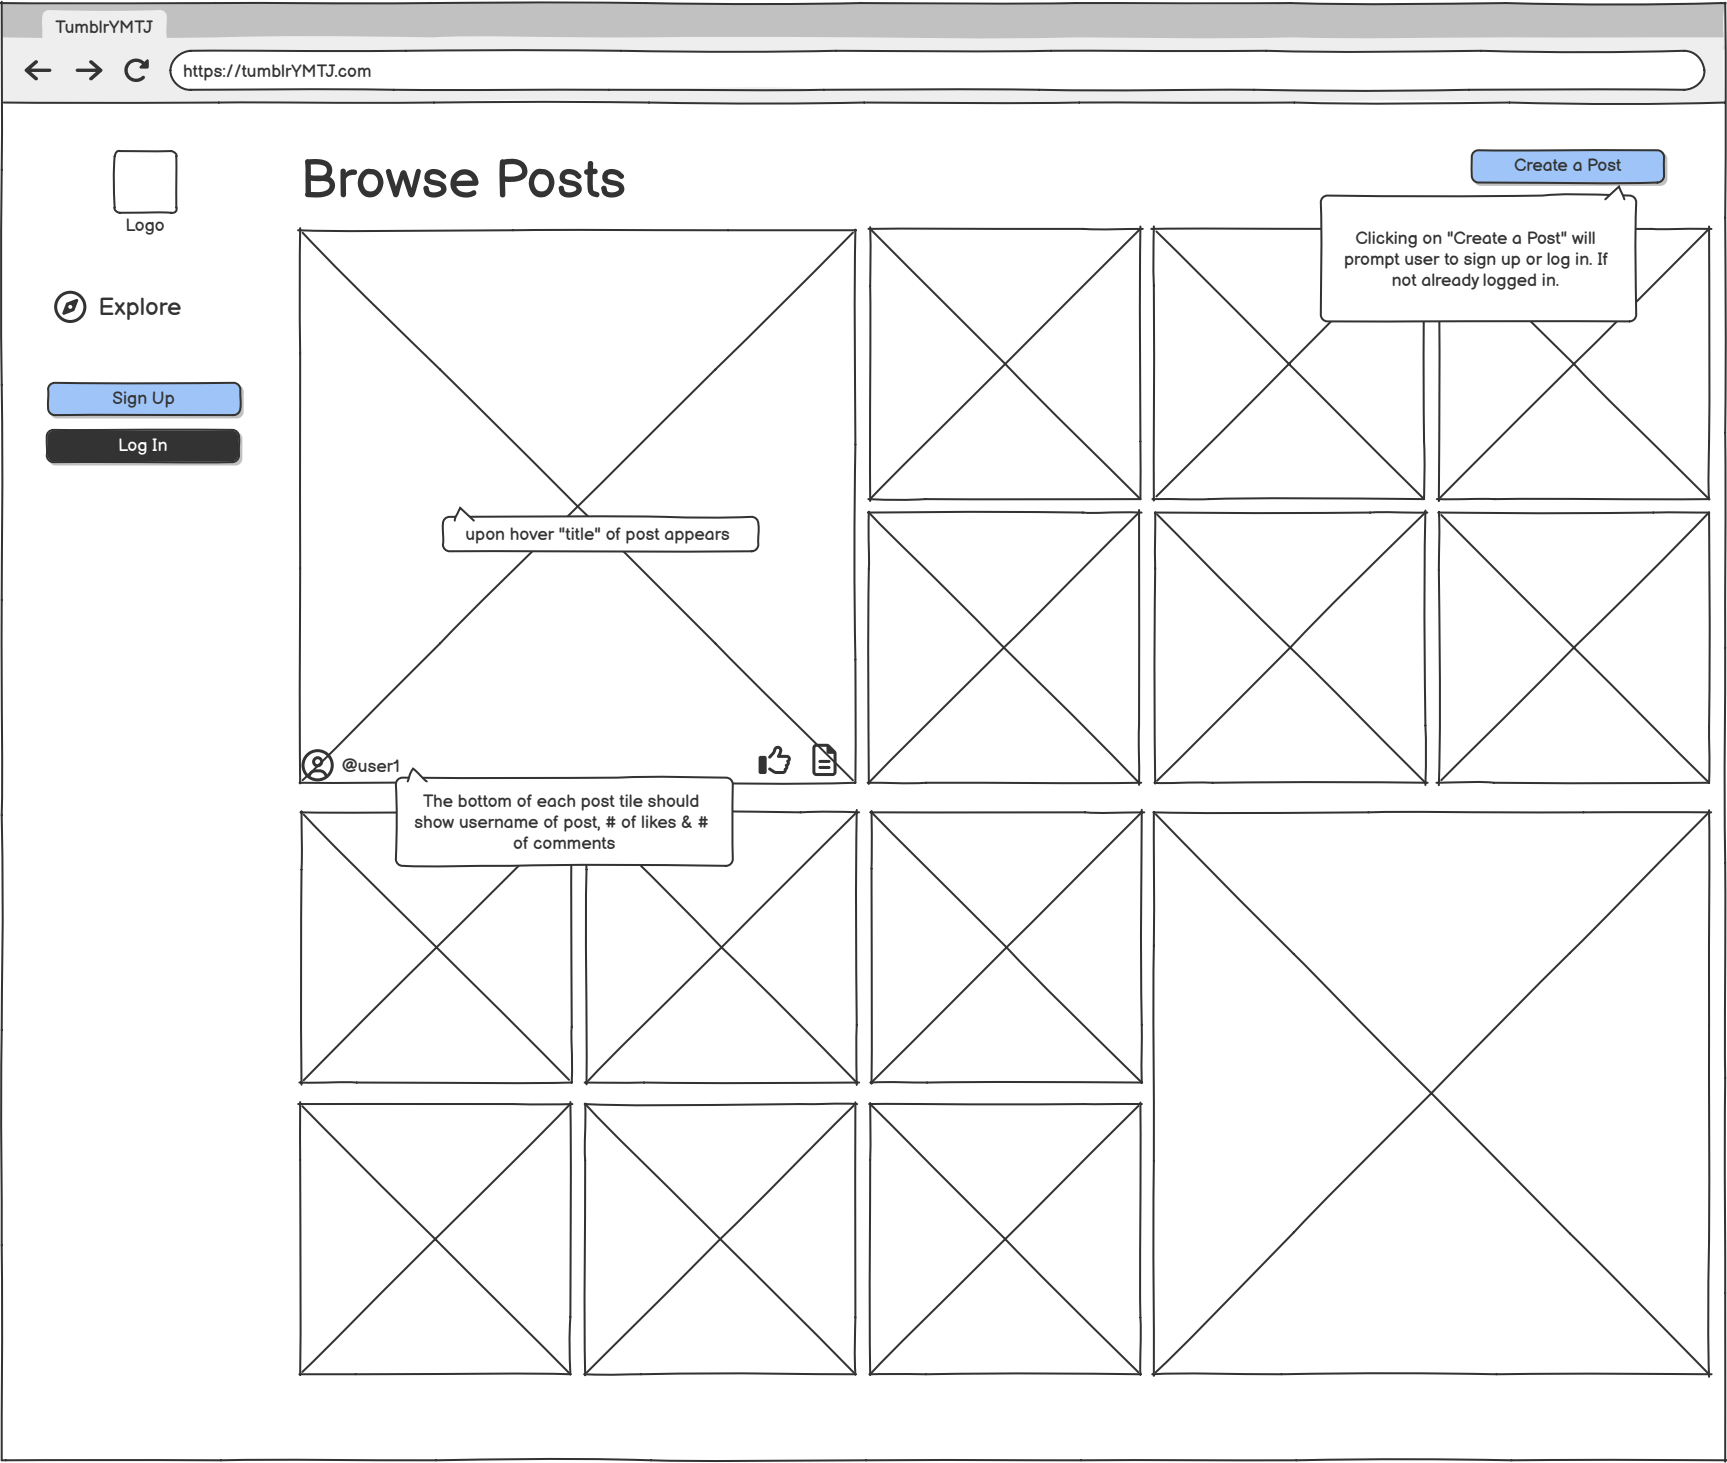 TumblrYMTJ
https://tumblrYMTJ.com
Logo
Explore
Sign Up
Log In
Browse Posts
Create a Post
Clicking on "Create a Post" will
prompt user to sign up or log in. If
not already logged in.
upon hover "title" of post appears
@user1
The bottom of each post tile should
show username of post, # of likes & #
of comments